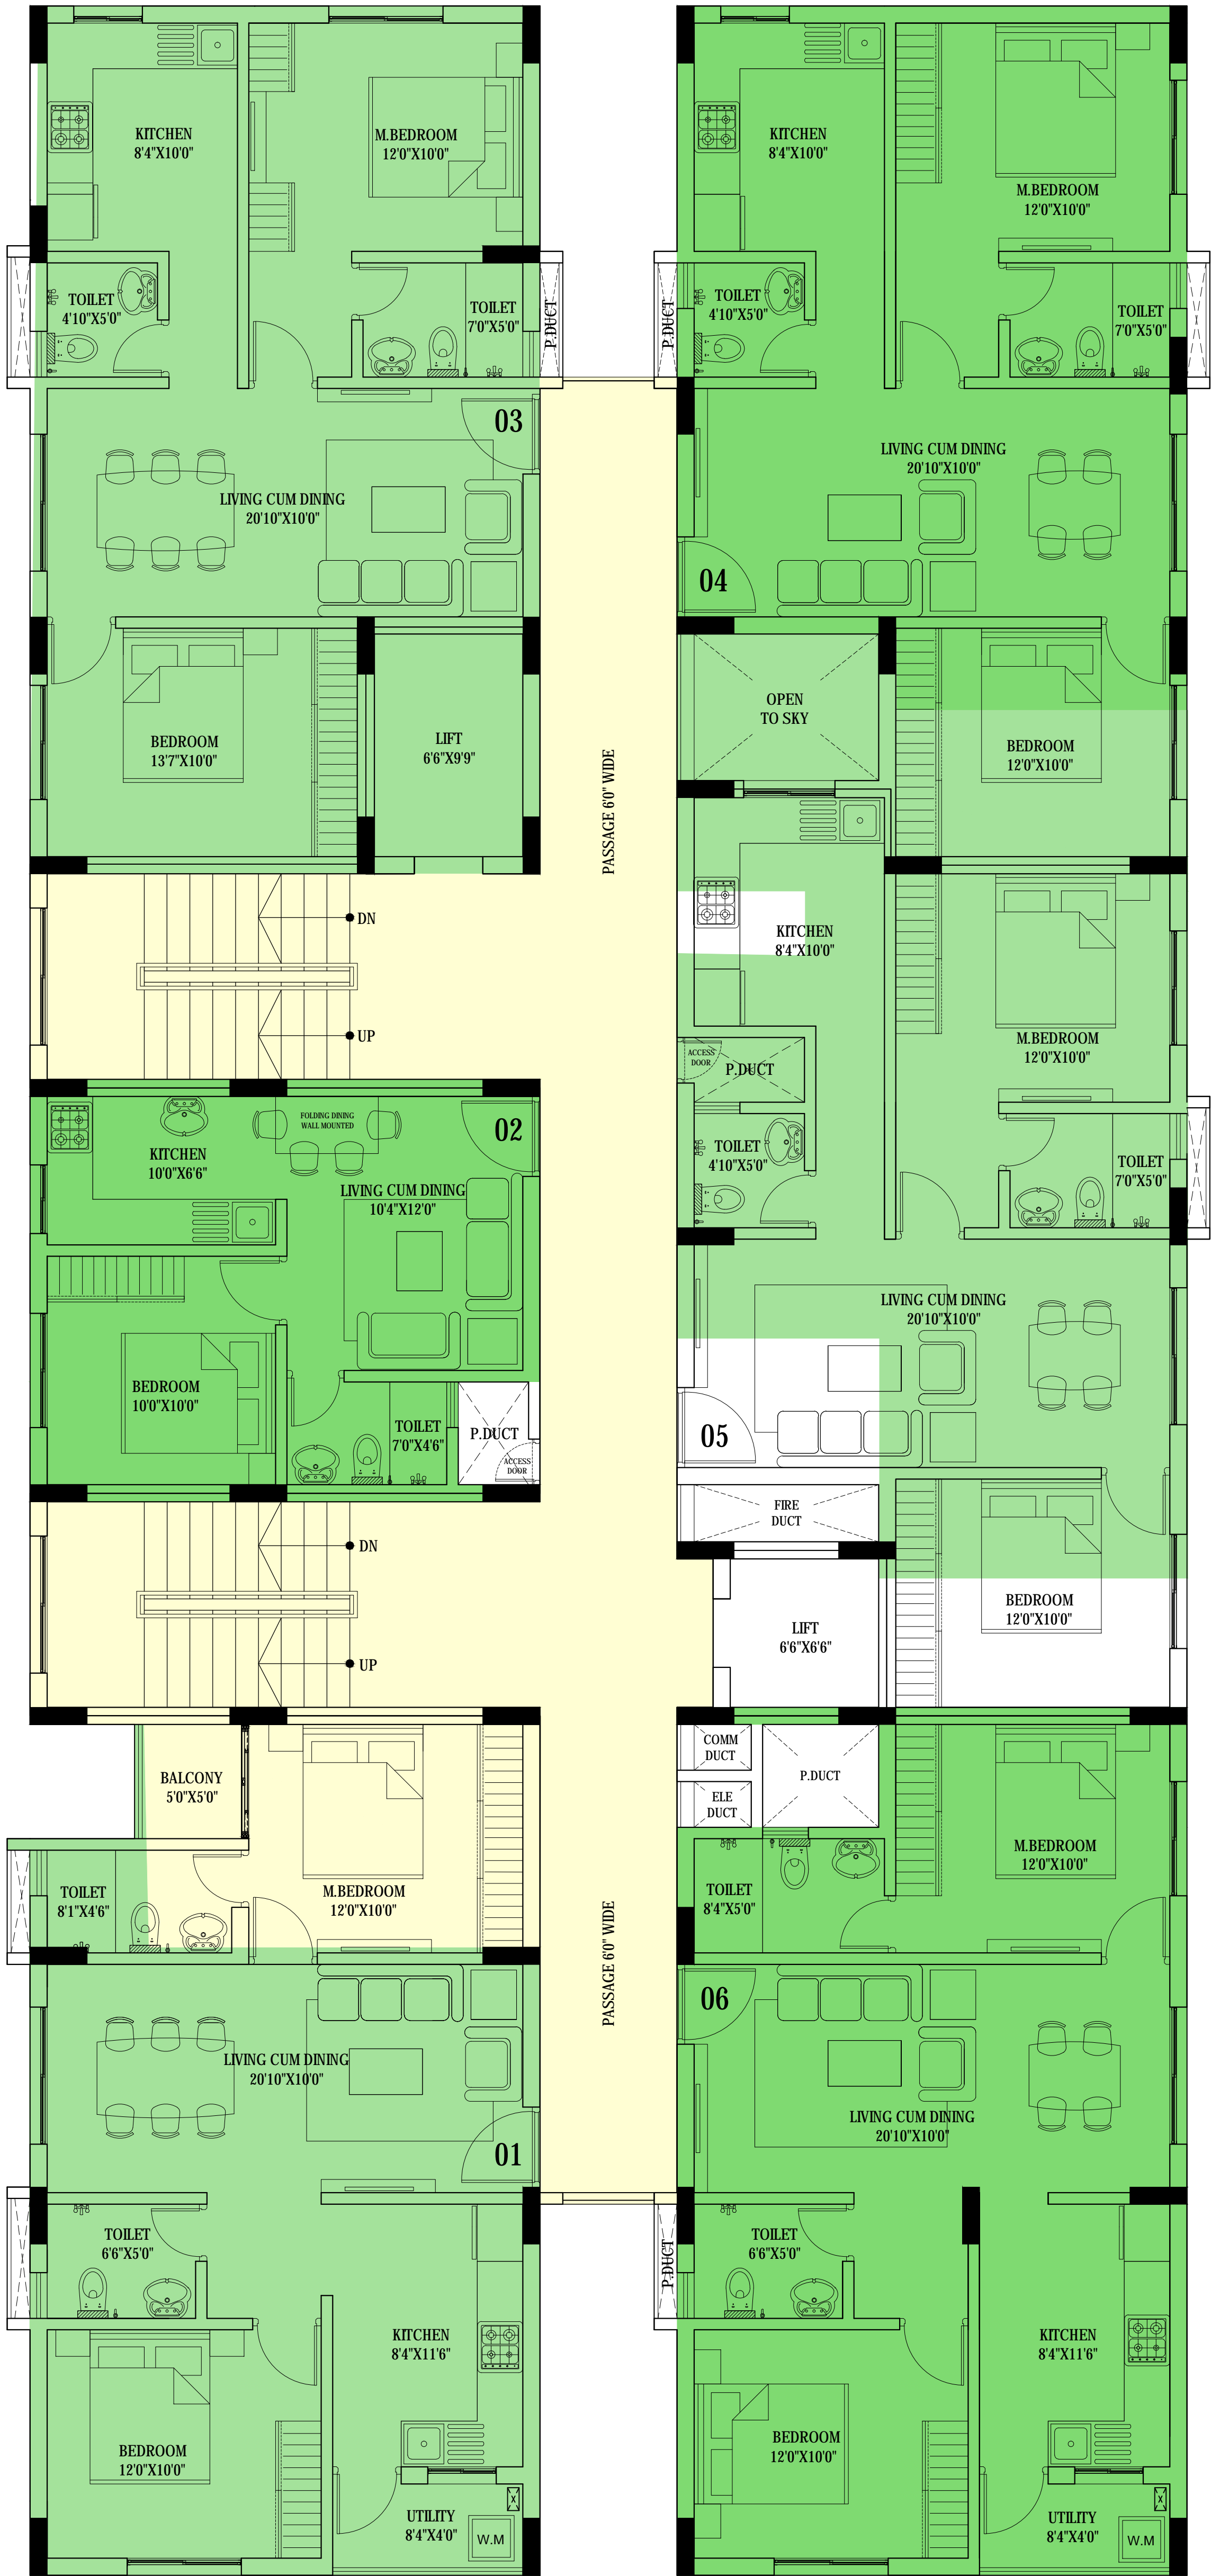 KITCHEN
8'4"X10'0"
M.BEDROOM
12'0"X10'0"
TOILET
4'10"X5'0"
TOILET
7'0"X5'0"
P.DUCT
03
LIVING CUM DINING
20'10"X10'0"
BEDROOM
13'7"X10'0"
LIFT
6'6"X9'9"
KITCHEN
8'4"X10'0"
M.BEDROOM
12'0"X10'0"
P.DUCT
TOILET
4'10"X5'0"
TOILET
7'0"X5'0"
LIVING CUM DINING
20'10"X10'0"
04
OPEN
TO SKY
BEDROOM
12'0"X10'0"
PASSAGE 6'0" WIDE
DN
UP
KITCHEN
8'4"X10'0"
M.BEDROOM
12'0"X10'0"
ACCESS
DOOR
P.DUCT
TOILET
4'10"X5'0"
TOILET
7'0"X5'0"
LIVING CUM DINING
20'10"X10'0"
05
FIRE
DUCT
BEDROOM
12'0"X10'0"
LIFT
6'6"X6'6"
FOLDING DINING
WALL MOUNTED
02
KITCHEN
10'0"X6'6"
LIVING CUM DINING
10'4"X12'0"
BEDROOM
10'0"X10'0"
TOILET
7'0"X4'6"
P.DUCT
ACCESS
DOOR
DN
UP
BALCONY
5'0"X5'0"
TOILET
8'1"X4'6"
M.BEDROOM
12'0"X10'0"
PASSAGE 6'0" WIDE
LIVING CUM DINING
20'10"X10'0"
01
TOILET
6'6"X5'0"
KITCHEN
8'4"X11'6"
BEDROOM
12'0"X10'0"
UTILITY
8'4"X4'0"
W.M
COMM
DUCT
P.DUCT
ELE
DUCT
M.BEDROOM
12'0"X10'0"
TOILET
8'4"X5'0"
06
LIVING CUM DINING
20'10"X10'0"
P.DUCT
TOILET
6'6"X5'0"
KITCHEN
8'4"X11'6"
BEDROOM
12'0"X10'0"
UTILITY
8'4"X4'0"
W.M